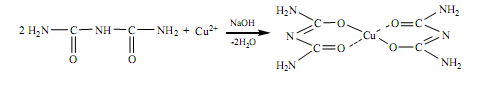 2 H₂N—C—NH—C—NH₂ + Cu²⁺
O O
NaOH
-2H₂O
H₂N C—O
N
C=O
H₂N
Cu
NH₂
O=C
N
O—C
NH₂